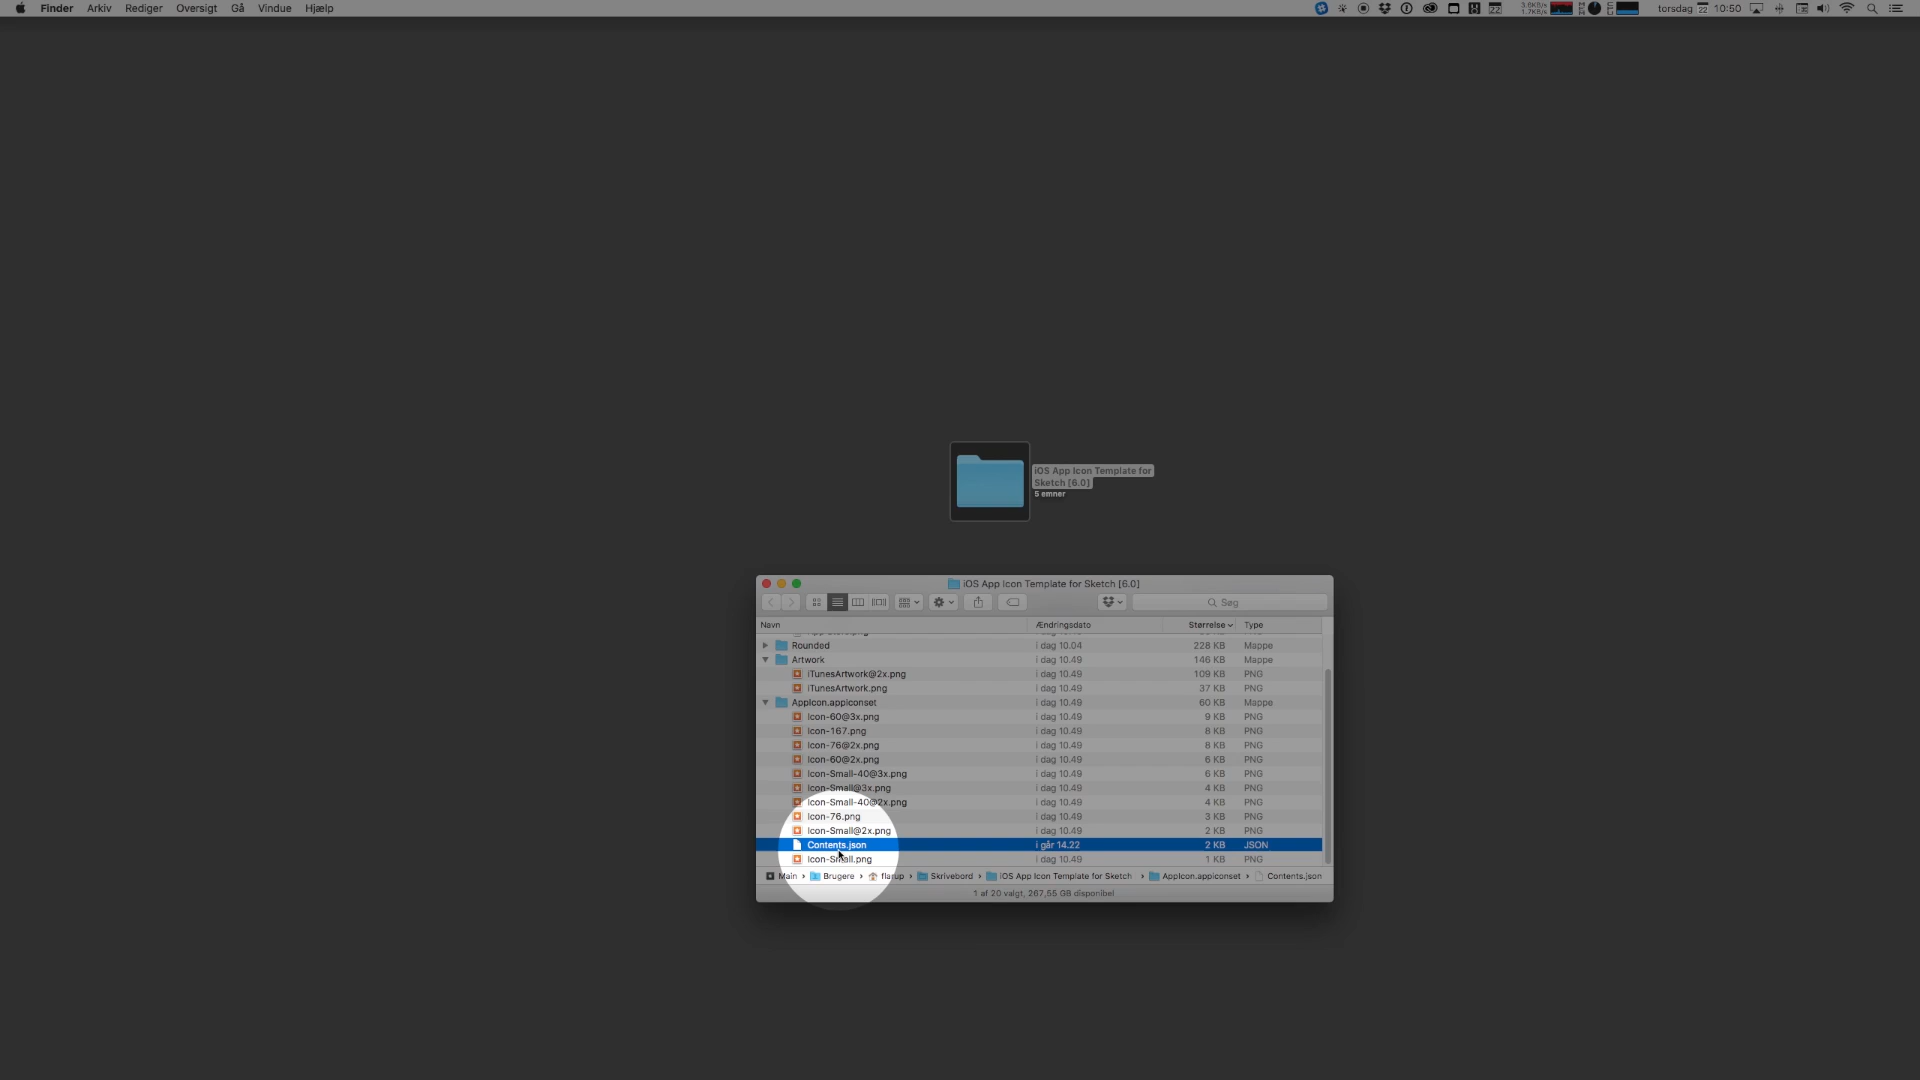 Finder Arkiv Rediger Oversigt Gå Vindue Hjælp
3.6KB/s
1.7KB/s
22
torsdag 22 10:50
iOS App Icon Template for
Sketch [6.0]
5 emner
iOS App Icon Template for Sketch [6.0]
Søg
Navn Ændringsdato Størrelse Type
Rounded i dag 10.04 228 KB Mappe
Artwork i dag 10.49 146 KB Mappe
iTunesArtwork@2x.png i dag 10.49 109 KB PNG
iTunesArtwork.png i dag 10.49 37 KB PNG
AppIcon.appiconset i dag 10.49 60 KB Mappe
Icon-60@3x.png i dag 10.49 9 KB PNG
Icon-167.png i dag 10.49 8 KB PNG
Icon-76@2x.png i dag 10.49 8 KB PNG
Icon-60@2x.png i dag 10.49 6 KB PNG
Icon-Small-40@3x.png i dag 10.49 6 KB PNG
Icon-Small@3x.png i dag 10.49 4 KB PNG
Icon-Small-40@2x.png i dag 10.49 4 KB PNG
Icon-76.png i dag 10.49 3 KB PNG
Icon-Small@2x.png i dag 10.49 2 KB PNG
Contents.json i går 14.22 2 KB JSON
Icon-Small.png i dag 10.49 1 KB PNG
Main › Brugere › flarup › Skrivebord › iOS App Icon Template for Sketch › AppIcon.appiconset › Contents.json
1 af 20 valgt, 267,55 GB disponibel